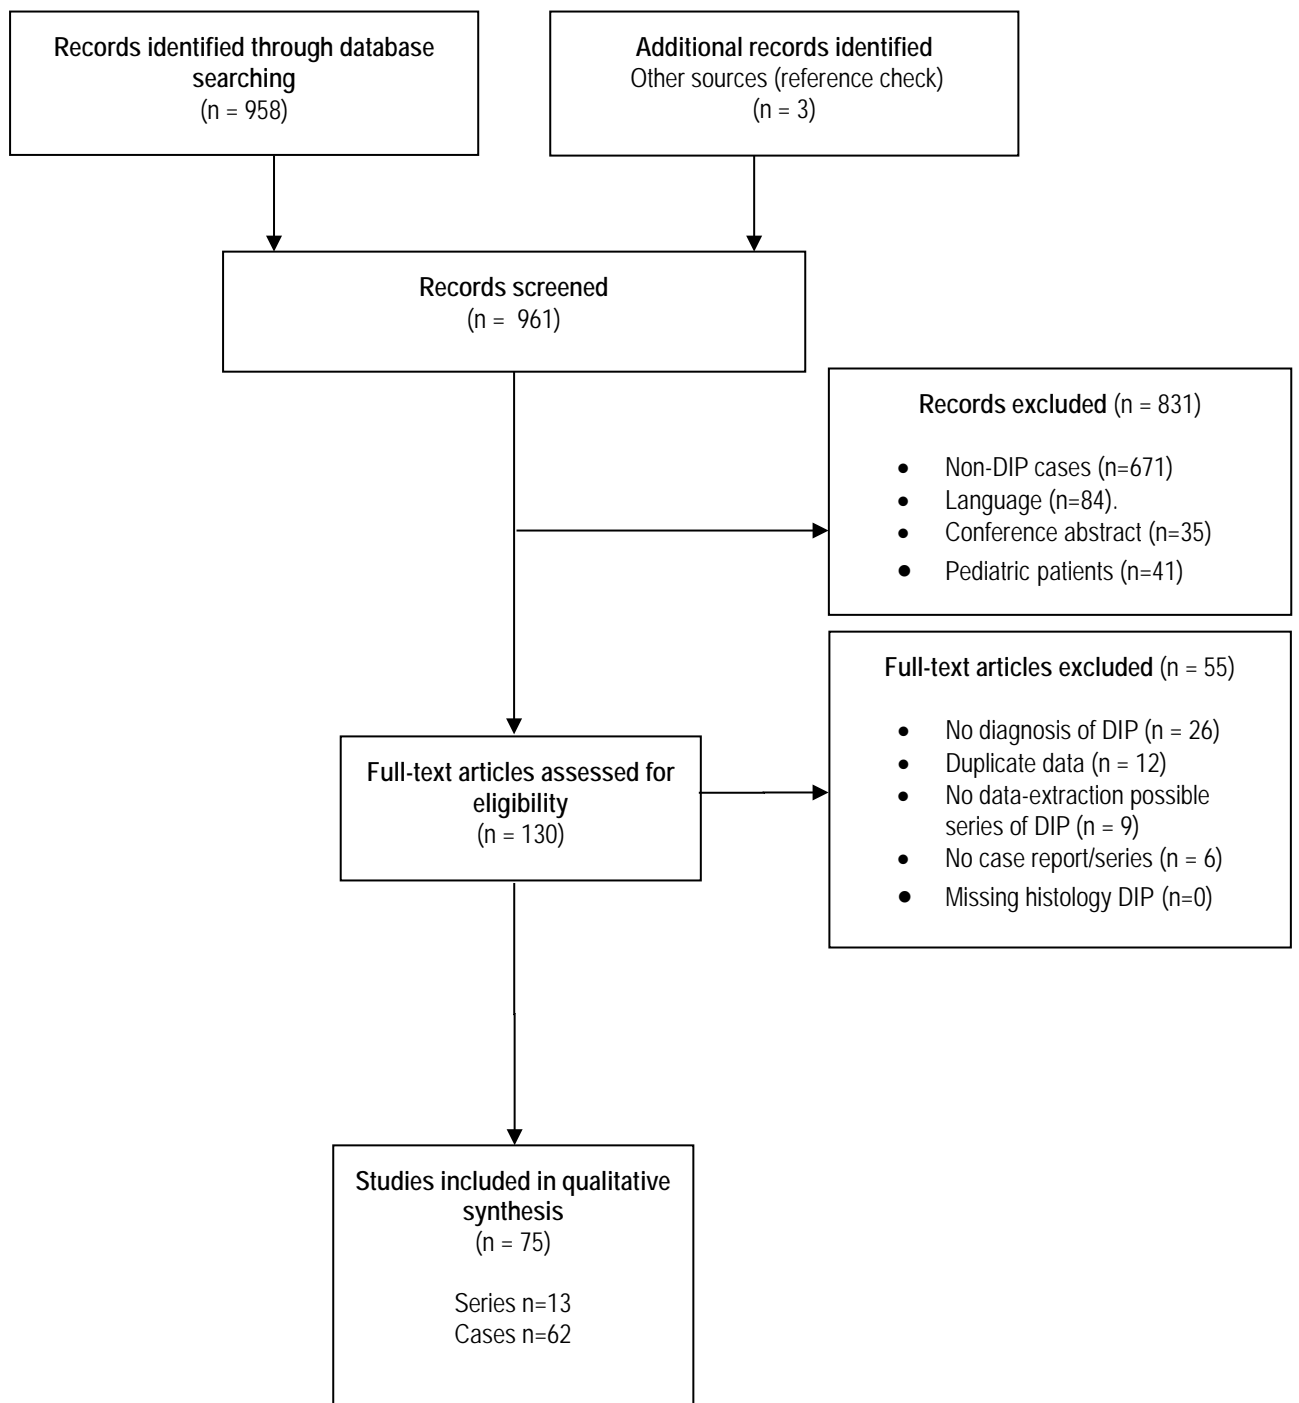 Records identified through database
searching
(n = 958)
Additional records identified
Other sources (reference check)
(n = 3)
Records screened
(n = 961)
Records excluded (n = 831)
• Non-DIP cases (n=671)
• Language (n=84).
• Conference abstract (n=35)
• Pediatric patients (n=41)
Full-text articles excluded (n = 55)
• No diagnosis of DIP (n = 26)
• Duplicate data (n = 12)
• No data-extraction possible
series of DIP (n = 9)
• No case report/series (n = 6)
• Missing histology DIP (n=0)
Full-text articles assessed for
eligibility
(n = 130)
Studies included in qualitative
synthesis
(n = 75)
Series n=13
Cases n=62